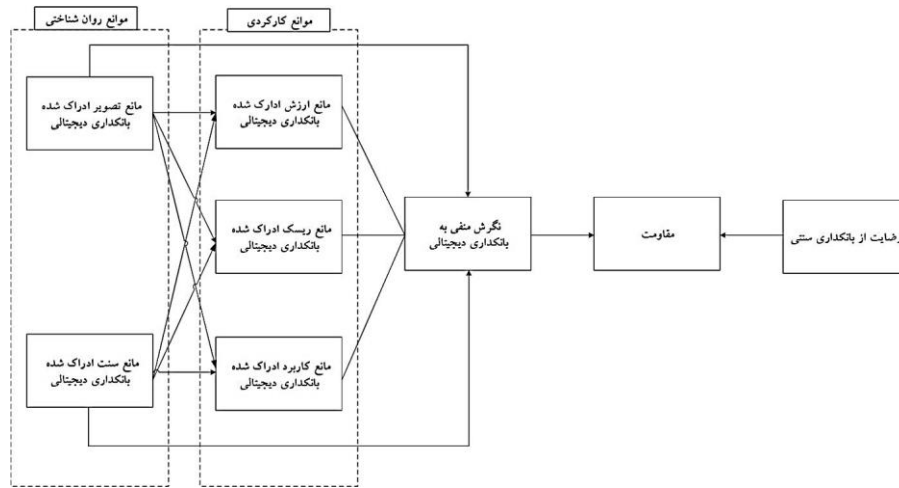 موانع روان شناختی
موانع کارکردی
مانع تصویر ادراک شده
بانکداری دیجیتالی
مانع ارزش ادارک شده
بانکداری دیجیتالی
مانع ریسک ادراک شده
بانکداری دیجیتالی
نگرش منفی به
بانکداری دیجیتالی
مقاومت
رضایت از بانکداری سنتی
مانع سنت ادراک شده
بانکداری دیجیتالی
مانع کاربرد ادراک شده
بانکداری دیجیتالی